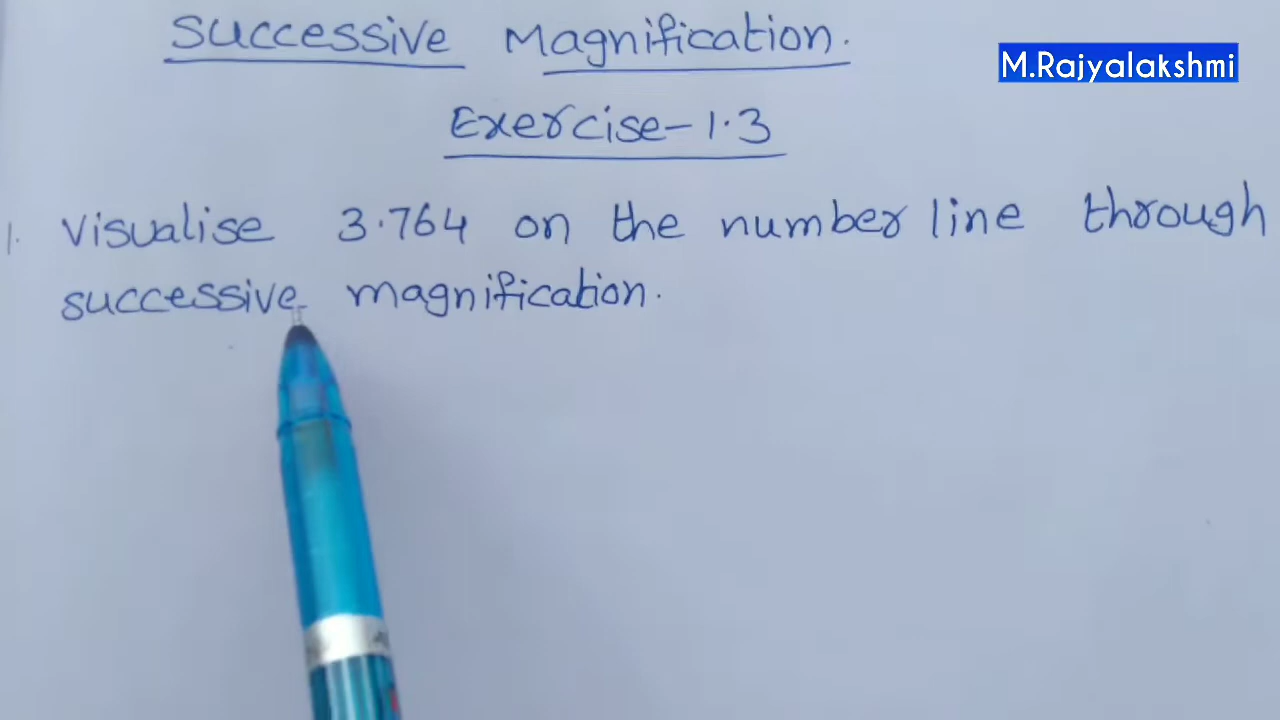 Successive Magnification.
M.Rajyalakshmi
Exercise-1.3
1. Visualise 3.764 on the number line through
successive magnification.